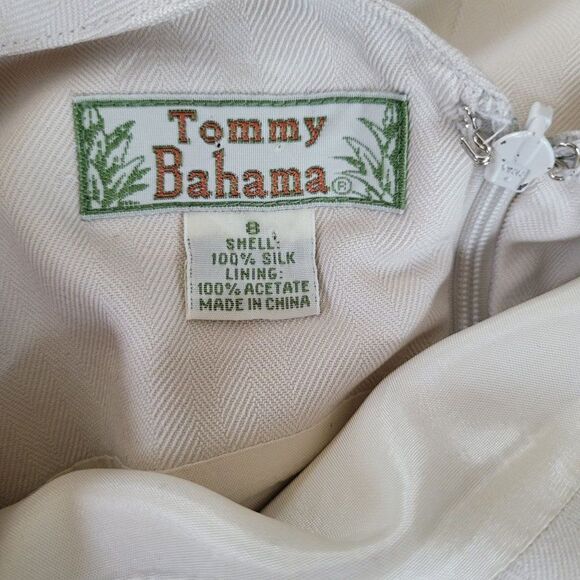 Tommy
Bahama®
8
SHELL:
100% SILK
LINING:
100% ACETATE
MADE IN CHINA